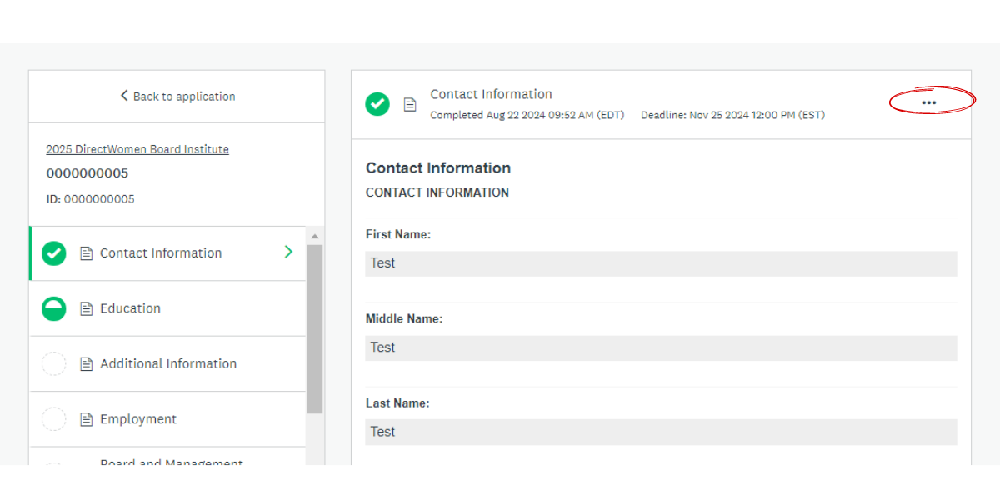 Back to application
2025 DirectWomen Board Institute
0000000005
ID: 0000000005
Contact Information
Education
Additional Information
Employment
Board and Management
Contact Information
Completed Aug 22 2024 09:52 AM (EDT) Deadline: Nov 25 2024 12:00 PM (EST)
Contact Information
CONTACT INFORMATION
First Name:
Test
Middle Name:
Test
Last Name:
Test